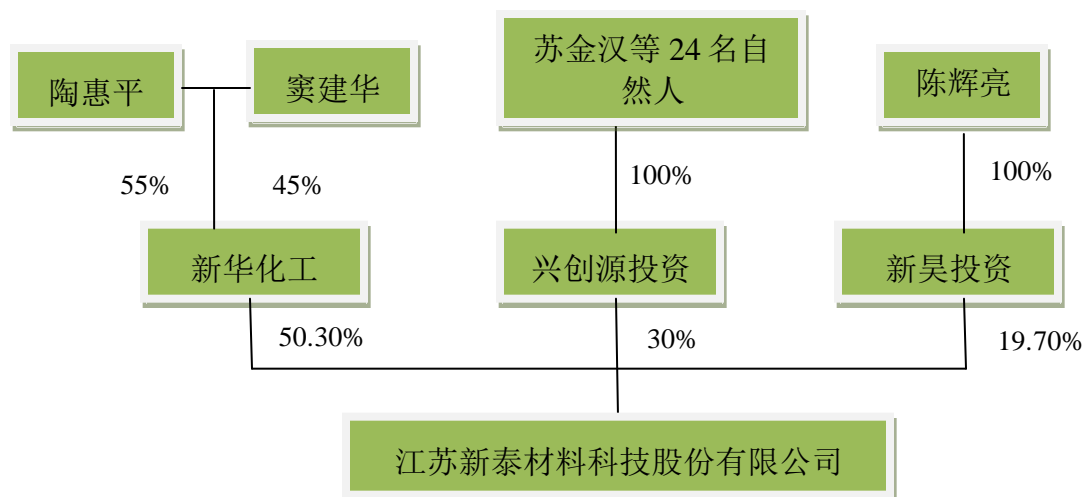 陶惠平
窦建华
苏金汉等 24 名自
然人
陈辉亮
55%
45%
100%
100%
新华化工
兴创源投资
新昊投资
50.30%
30%
19.70%
江苏新泰材料科技股份有限公司